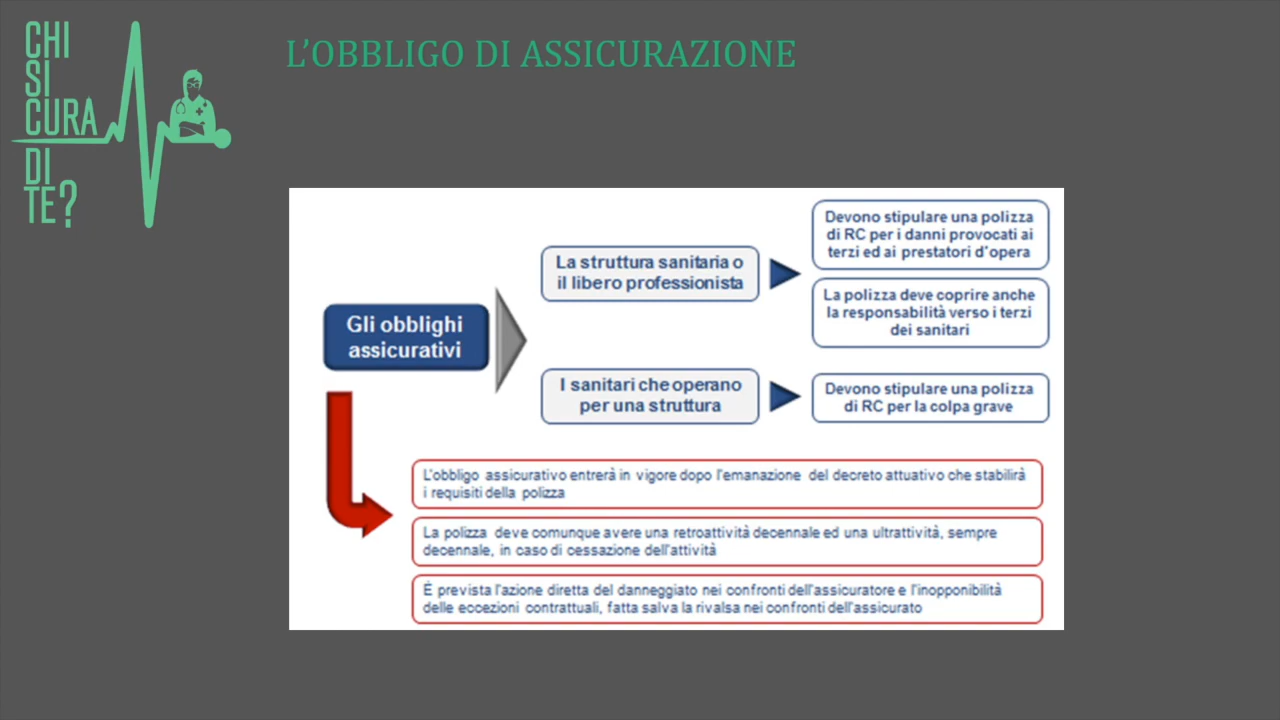 CHI
SI
CURA
DI
TE?
L'OBBLIGO DI ASSICURAZIONE
Gli obblighi
assicurativi
La struttura sanitaria o
il libero professionista
Devono stipulare una polizza
di RC per i danni provocati ai
terzi ed ai prestatori d'opera
La polizza deve coprire anche
la responsabilità verso i terzi
dei sanitari
I sanitari che operano
per una struttura
Devono stipulare una polizza
di RC per la colpa grave
L'obbligo assicurativo entrerà in vigore dopo l'emanazione del decreto attuativo che stabilirà
i requisiti della polizza
La polizza deve comunque avere una retroattività decennale ed una ultrattività, sempre
decennale, in caso di cessazione dell'attività
È prevista l'azione diretta del danneggiato nei confronti dell'assicuratore e l'inopponibilità
delle eccezioni contrattuali, fatta salva la rivalsa nei confronti dell'assicurato